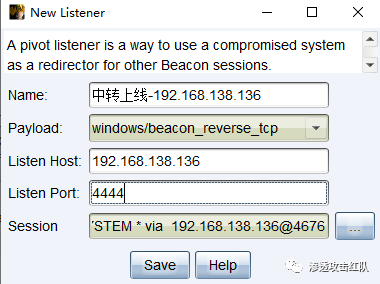 New Listener
A pivot listener is a way to use a compromised system
as a redirector for other Beacon sessions.
Name: 中转上线-192.168.138.136
Payload: windows/beacon_reverse_tcp
Listen Host: 192.168.138.136
Listen Port: 4444
Session STEM * via 192.168.138.136@4676 ...
Save Help
渗透攻击红队